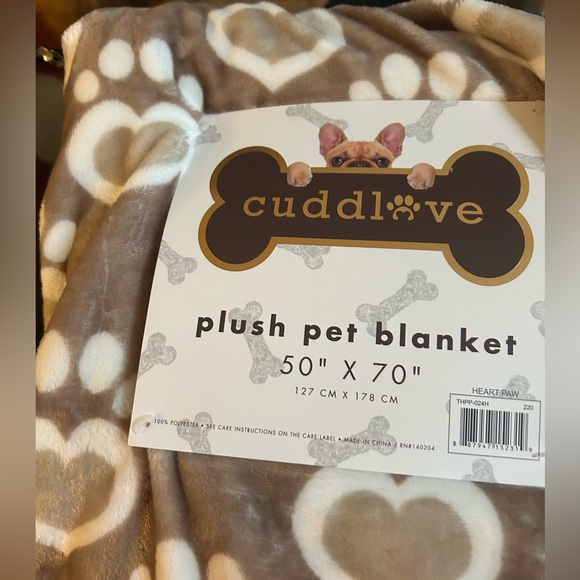 cuddlove
plush pet blanket
50" X 70"
127 CM X 178 CM
HEART PAW
THPP-024H 220
100% POLYESTER • SEE CARE INSTRUCTIONS ON THE CARE LABEL • MADE IN CHINA / RN#140204